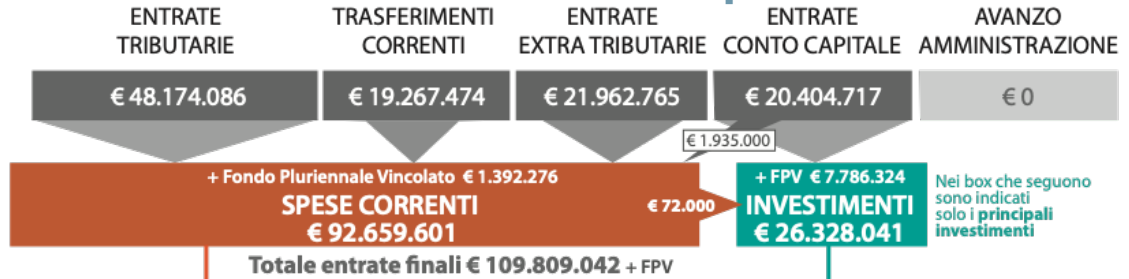 ENTRATE
TRIBUTARIE
TRASFERIMENTI
CORRENTI
ENTRATE
EXTRA TRIBUTARIE
ENTRATE
CONTO CAPITALE
AVANZO
AMMINISTRAZIONE
€ 48.174.086
€ 19.267.474
€ 21.962.765
€ 20.404.717
€ 0
€ 1.935.000
+ Fondo Pluriennale Vincolato € 1.392.276
SPESE CORRENTI
€ 92.659.601
€ 72.000
+ FPV € 7.786.324
INVESTIMENTI
€ 26.328.041
Nei box che seguono
sono indicati
solo i principali
investimenti
Totale entrate finali € 109.809.042 + FPV